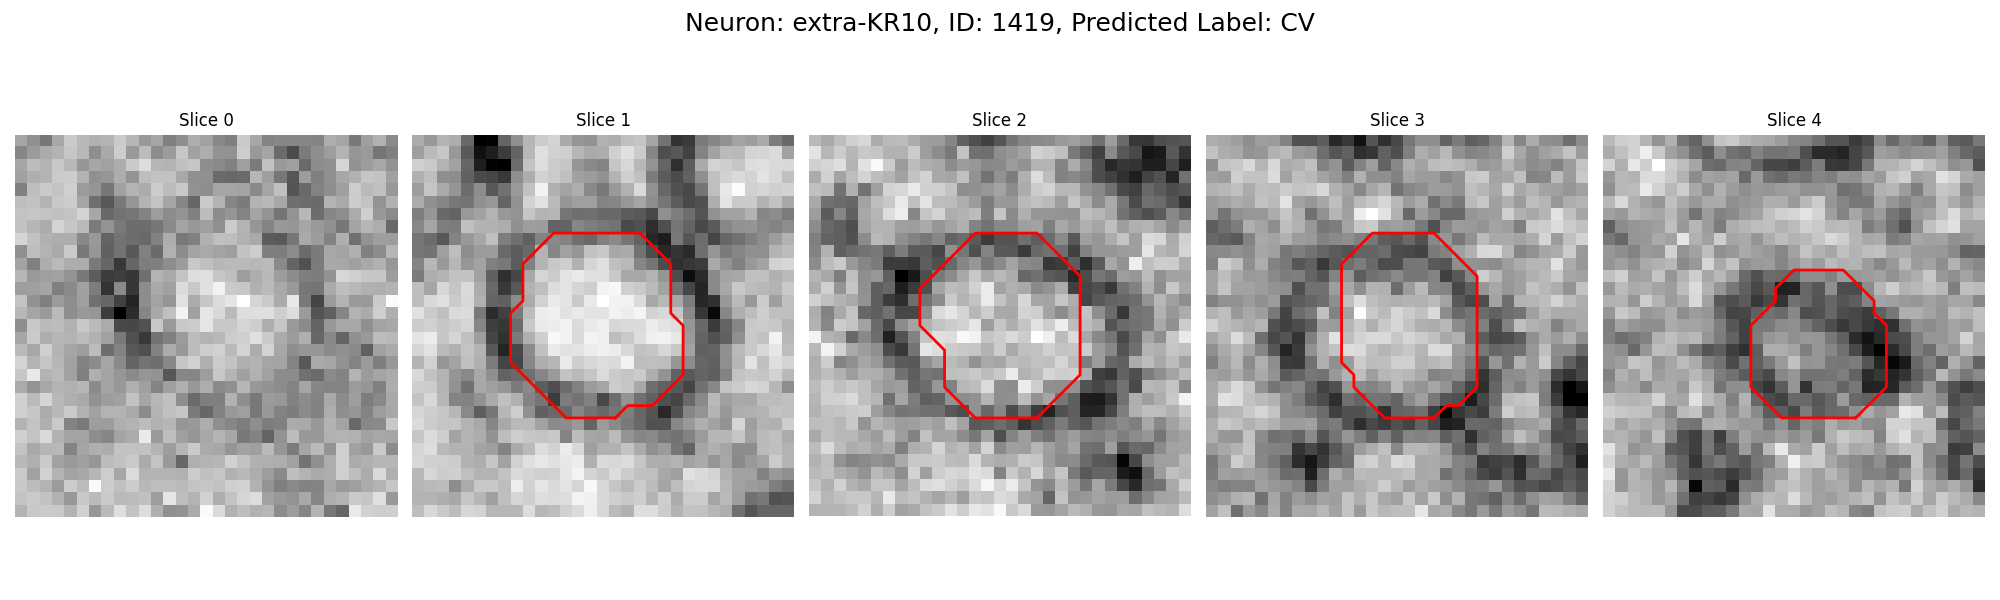 Neuron: extra-KR10, ID: 1419, Predicted Label: CV
Slice 0
Slice 1
Slice 2
Slice 3
Slice 4